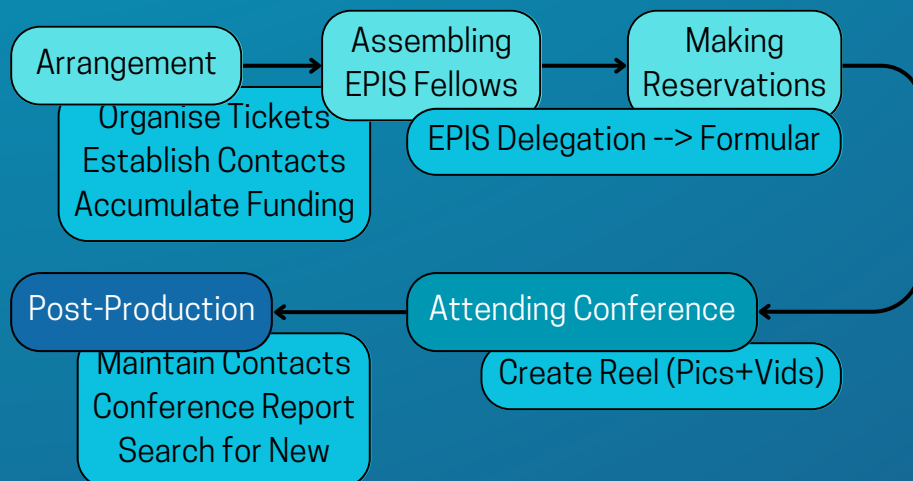 Arrangement
Organise Tickets
Establish Contacts
Accumulate Funding
Assembling
EPIS Fellows
Making
Reservations
EPIS Delegation --> Formular
Attending Conference
Create Reel (Pics+Vids)
Post-Production
Maintain Contacts
Conference Report
Search for New